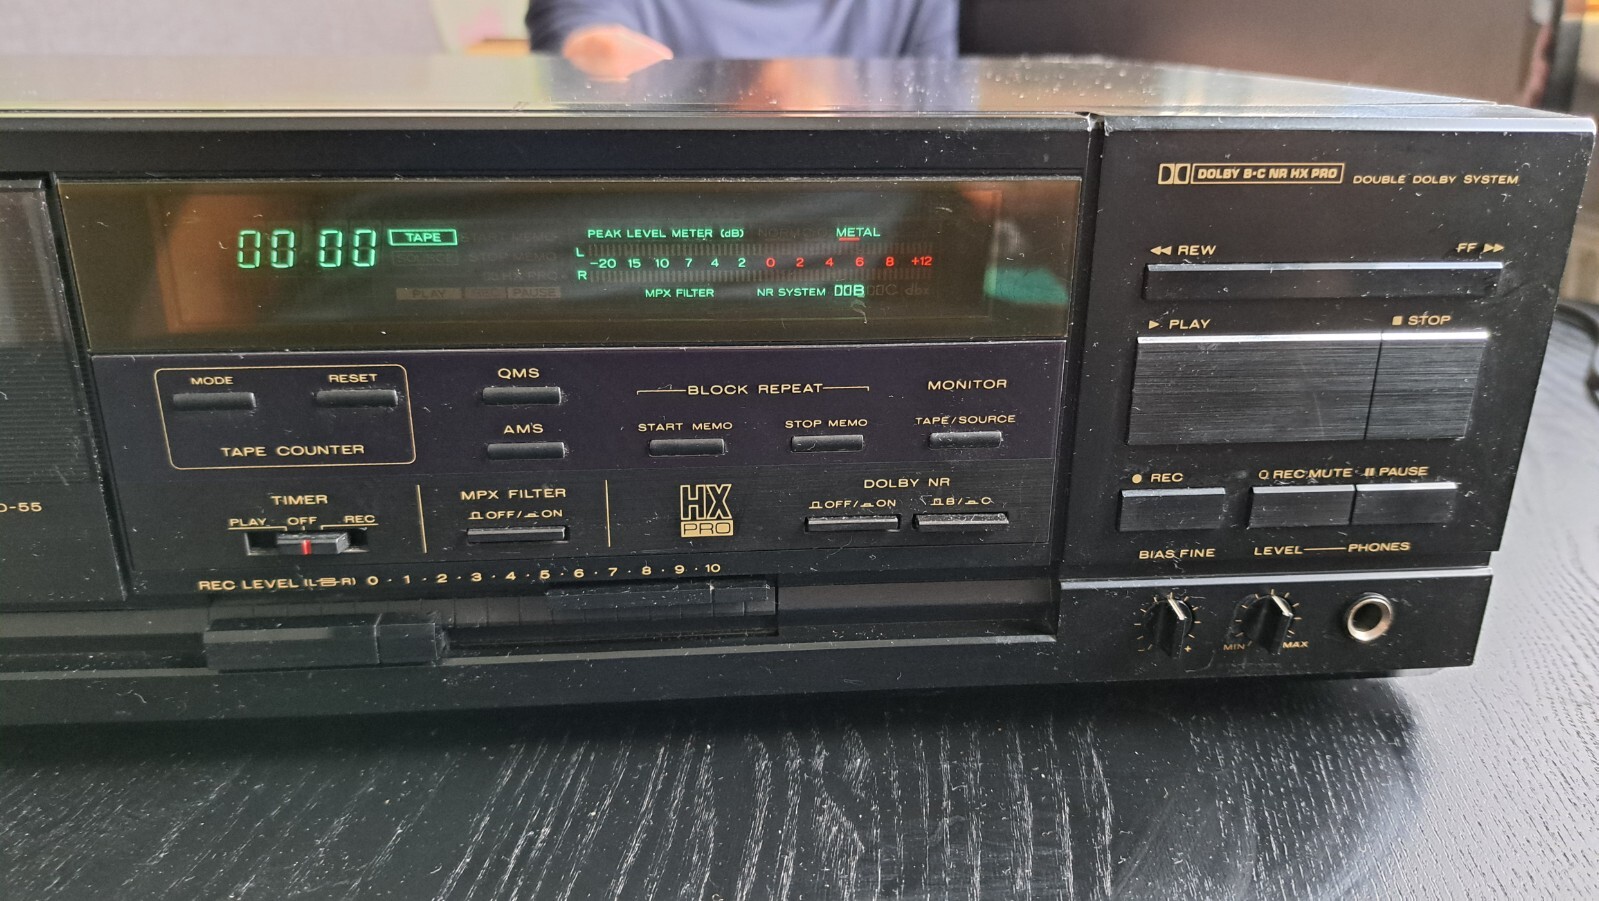 DOLBY B·C NR HX PRO DOUBLE DOLBY SYSTEM
00 00 TAPE
PEAK LEVEL METER (dB) METAL
L
-20 15 10 7 4 2 0 2 4 6 8 +12
R
PLAY PAUSE
MPX FILTER NR SYSTEM B dbx
◀◀ REW FF ▶▶
▶ PLAY ■ STOP
MODE RESET
TAPE COUNTER
QMS
AMS
BLOCK REPEAT
START MEMO STOP MEMO
MONITOR
TAPE/SOURCE
-55
TIMER
PLAY OFF REC
MPX FILTER
OFF/ ON
HX
PRO
DOLBY NR
OFF/ ON B/ C
● REC REC MUTE II PAUSE
REC LEVEL (L R) 0 · 1 · 2 · 3 · 4 · 5 · 6 · 7 · 8 · 9 · 10
BIAS FINE LEVEL PHONES
- + MIN MAX